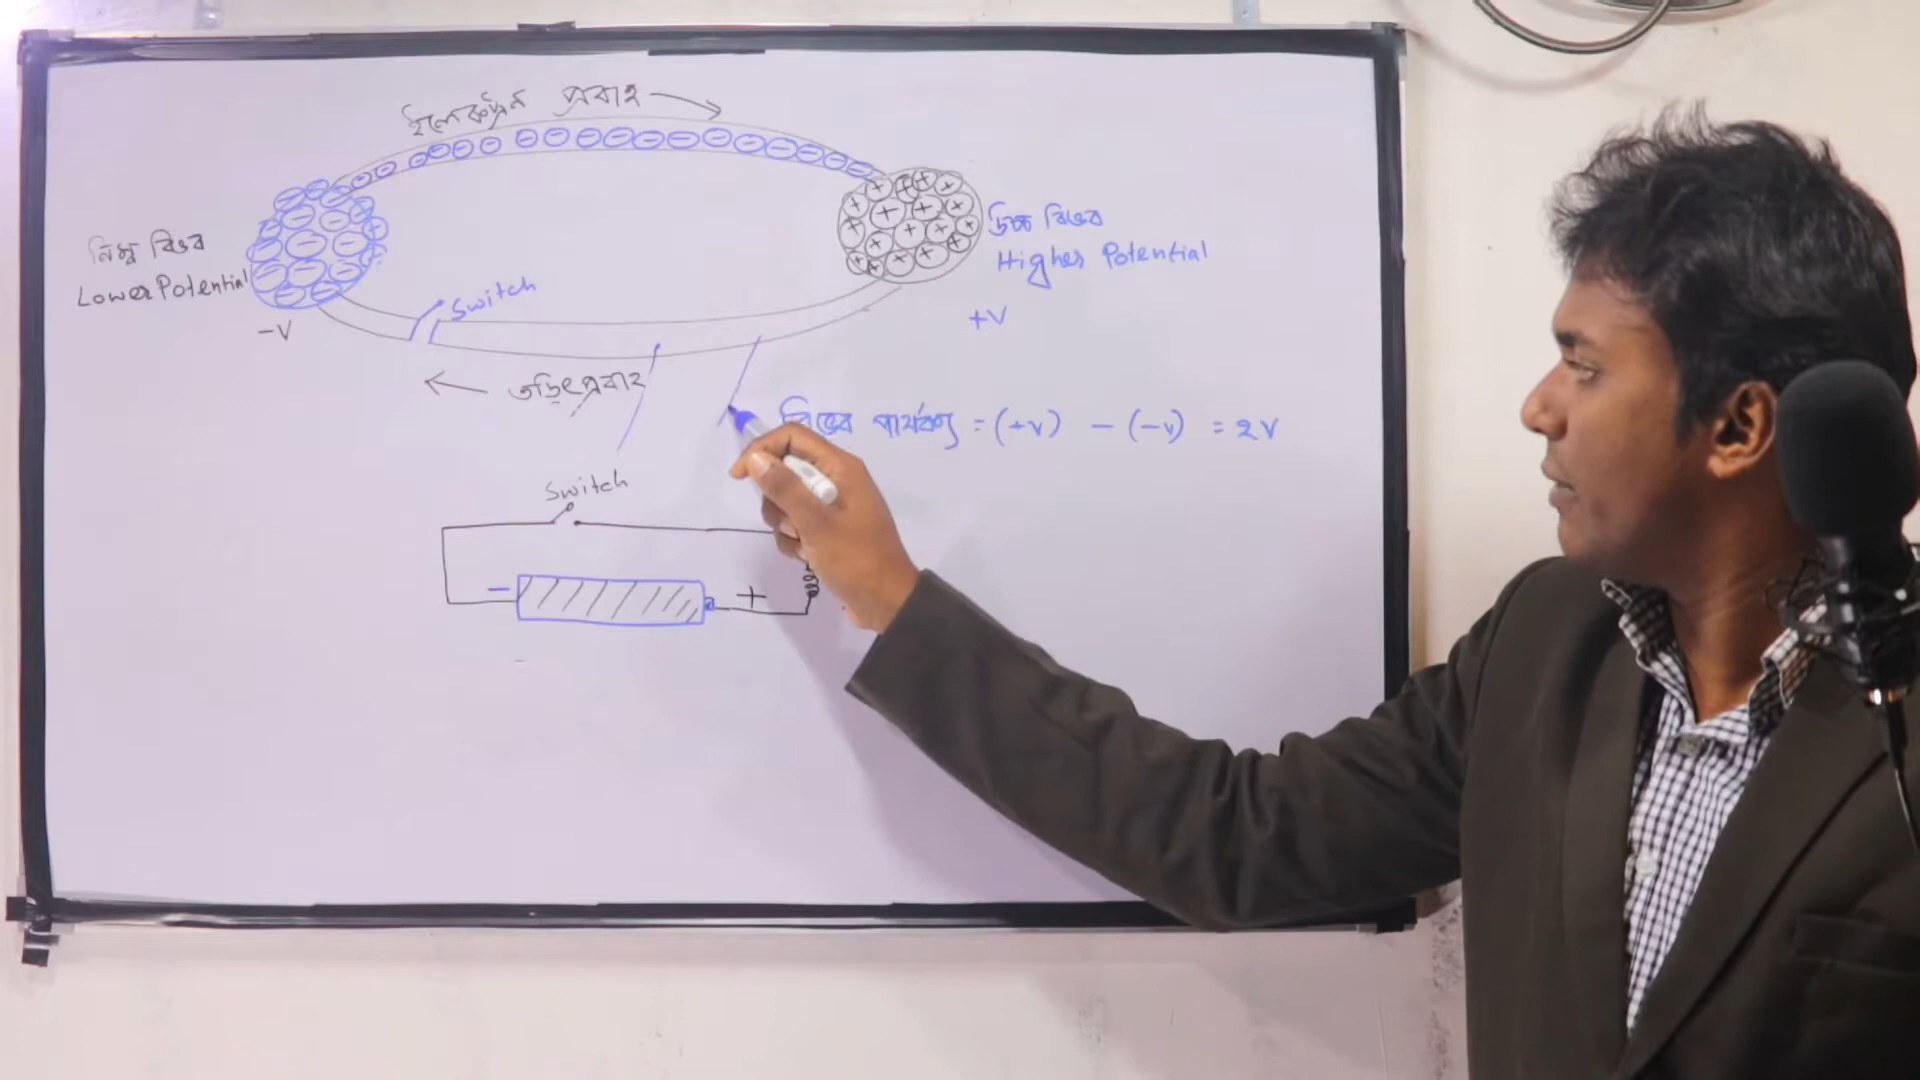 ইলেকট্রন প্রবাহ →
নিম্ন বিভব
Lower Potential
-V
Switch
উচ্চ বিভব
Higher Potential
+V
← তড়িৎপ্রবাহ
বিভব পার্থক্য = (+v) - (-v) = 2V
Switch
- +